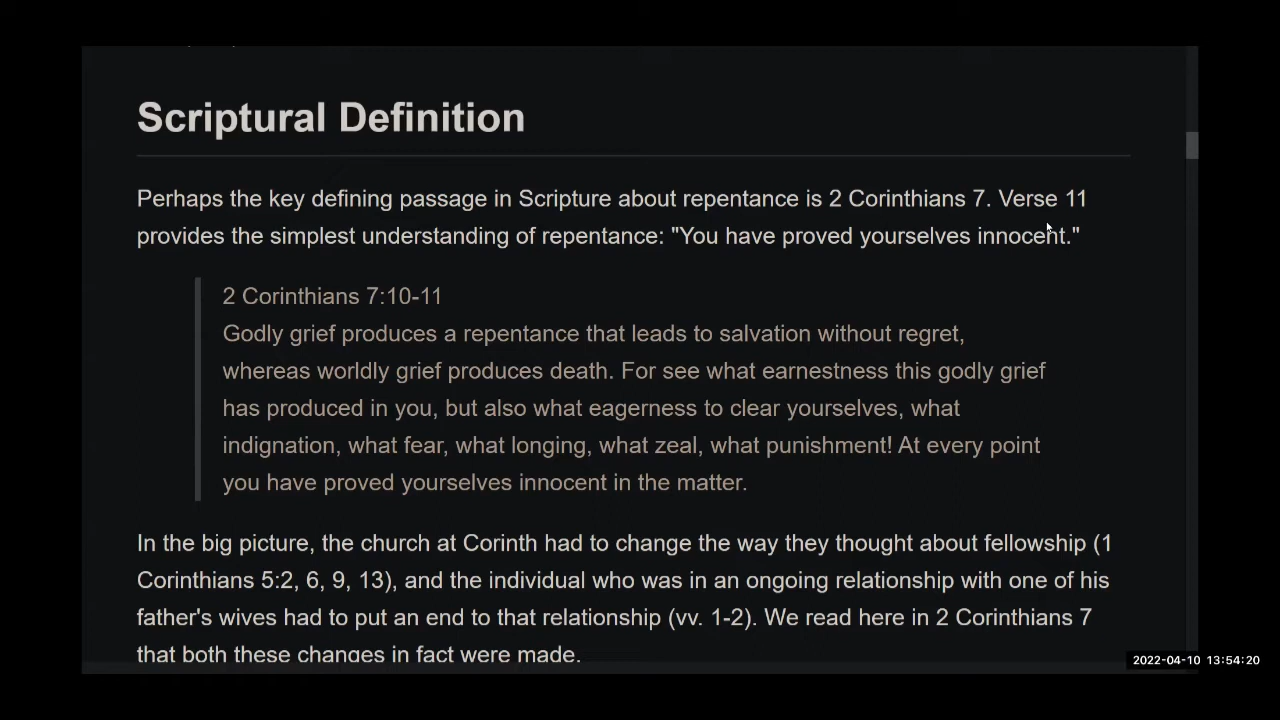 Scriptural Definition
Perhaps the key defining passage in Scripture about repentance is 2 Corinthians 7. Verse 11
provides the simplest understanding of repentance: "You have proved yourselves innocent."
2 Corinthians 7:10-11
Godly grief produces a repentance that leads to salvation without regret,
whereas worldly grief produces death. For see what earnestness this godly grief
has produced in you, but also what eagerness to clear yourselves, what
indignation, what fear, what longing, what zeal, what punishment! At every point
you have proved yourselves innocent in the matter.
In the big picture, the church at Corinth had to change the way they thought about fellowship (1
Corinthians 5:2, 6, 9, 13), and the individual who was in an ongoing relationship with one of his
father's wives had to put an end to that relationship (vv. 1-2). We read here in 2 Corinthians 7
that both these changes in fact were made.
2022-04-10 13:54:20